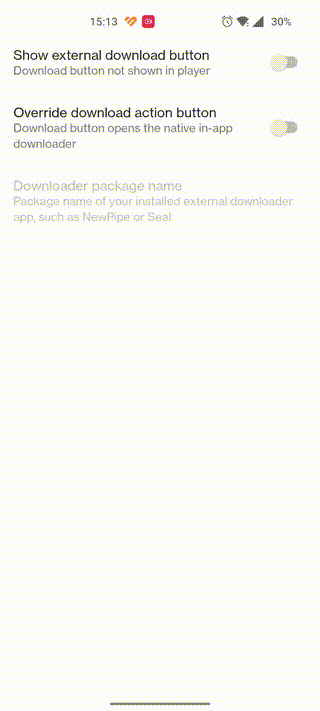 15:13 30%
Show external download button
Download button not shown in player
Override download action button
Download button opens the native in-app
downloader
Downloader package name
Package name of your installed external downloader
app, such as NewPipe or Seal